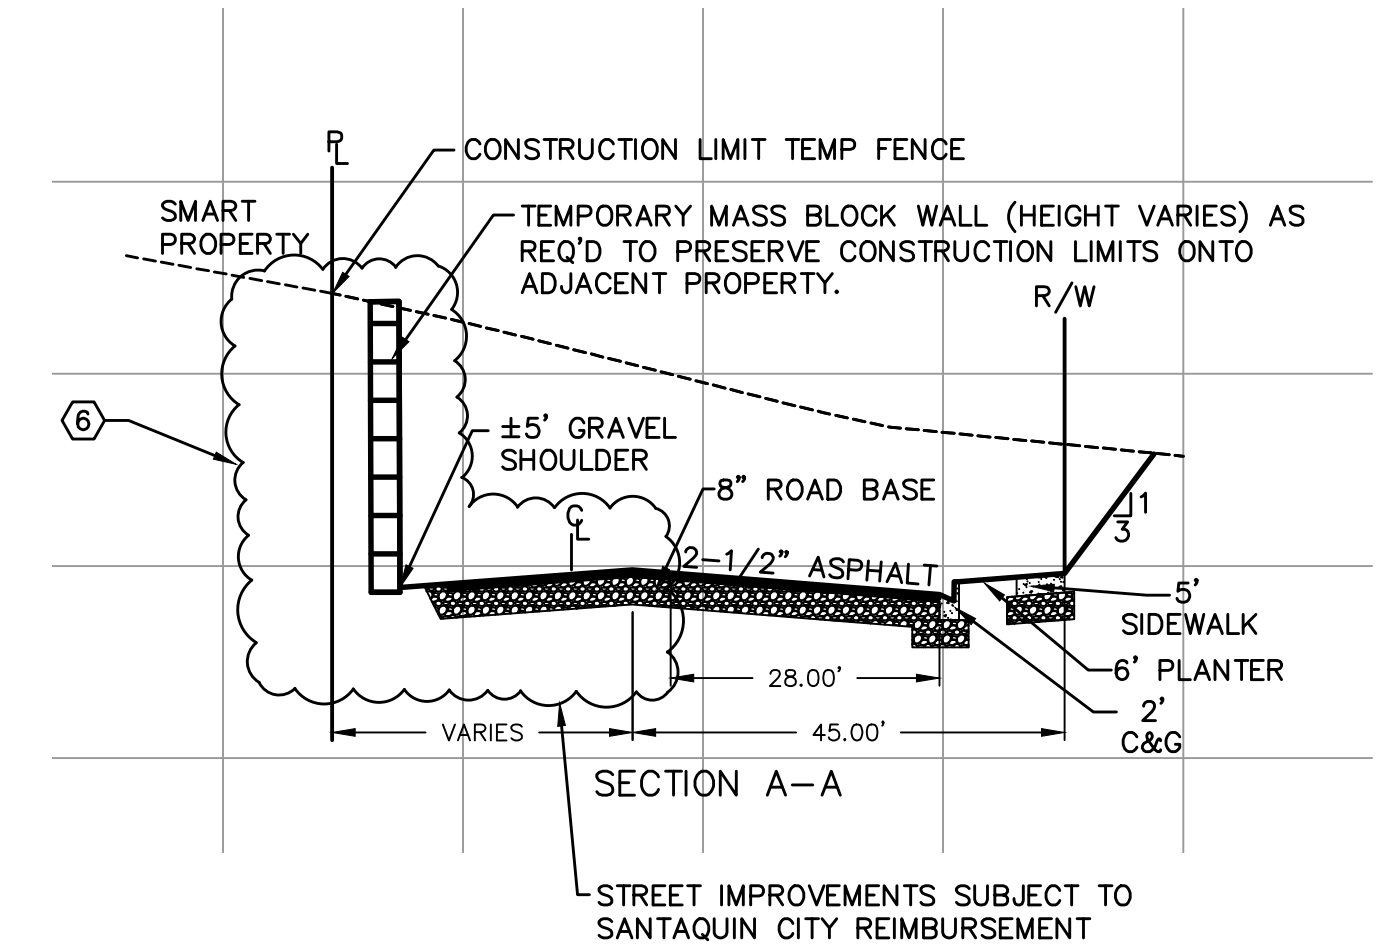 PL
CONSTRUCTION LIMIT TEMP FENCE
SMART
PROPERTY
TEMPORARY MASS BLOCK WALL (HEIGHT VARIES) AS
REQ'D TO PRESERVE CONSTRUCTION LIMITS ONTO
ADJACENT PROPERTY.
R/W
6
±5' GRAVEL
SHOULDER
8" ROAD BASE
1
3
CL
2-1/2" ASPHALT
5'
SIDEWALK
6' PLANTER
28.00'
2'
C&G
VARIES
45.00'
SECTION A-A
STREET IMPROVEMENTS SUBJECT TO
SANTAQUIN CITY REIMBURSEMENT